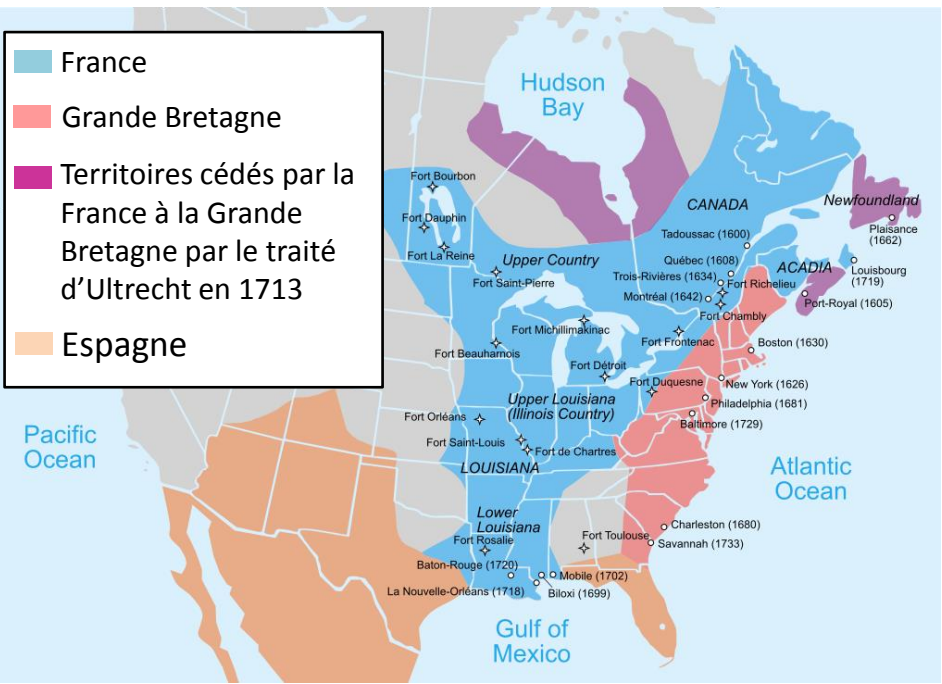 France
Grande Bretagne
Territoires cédés par la
France à la Grande
Bretagne par le traité
d’Ultrecht en 1713
Espagne
Hudson
Bay
Fort Bourbon
Fort Dauphin
Fort La Reine
Upper Country
Fort Saint-Pierre
CANADA
Newfoundland
Plaisance
(1662)
Tadoussac (1600)
Québec (1608)
ACADIA
Louisbourg
(1719)
Trois-Rivières (1634)
Fort Richelieu
Montréal (1642)
Port-Royal (1605)
Fort Chambly
Fort Michillimakinac
Fort Frontenac
Boston (1630)
Fort Beauharnois
Fort Détroit
Fort Duquesne
New York (1626)
Upper Louisiana
(Illinois Country)
Philadelphia (1681)
Fort Orléans
Baltimore (1729)
Pacific
Ocean
Fort Saint-Louis
Fort de Chartres
LOUISIANA
Atlantic
Ocean
Lower
Louisiana
Charleston (1680)
Fort Rosalie
Fort Toulouse
Savannah (1733)
Baton-Rouge (1720)
Mobile (1702)
La Nouvelle-Orléans (1718)
Biloxi (1699)
Gulf of
Mexico